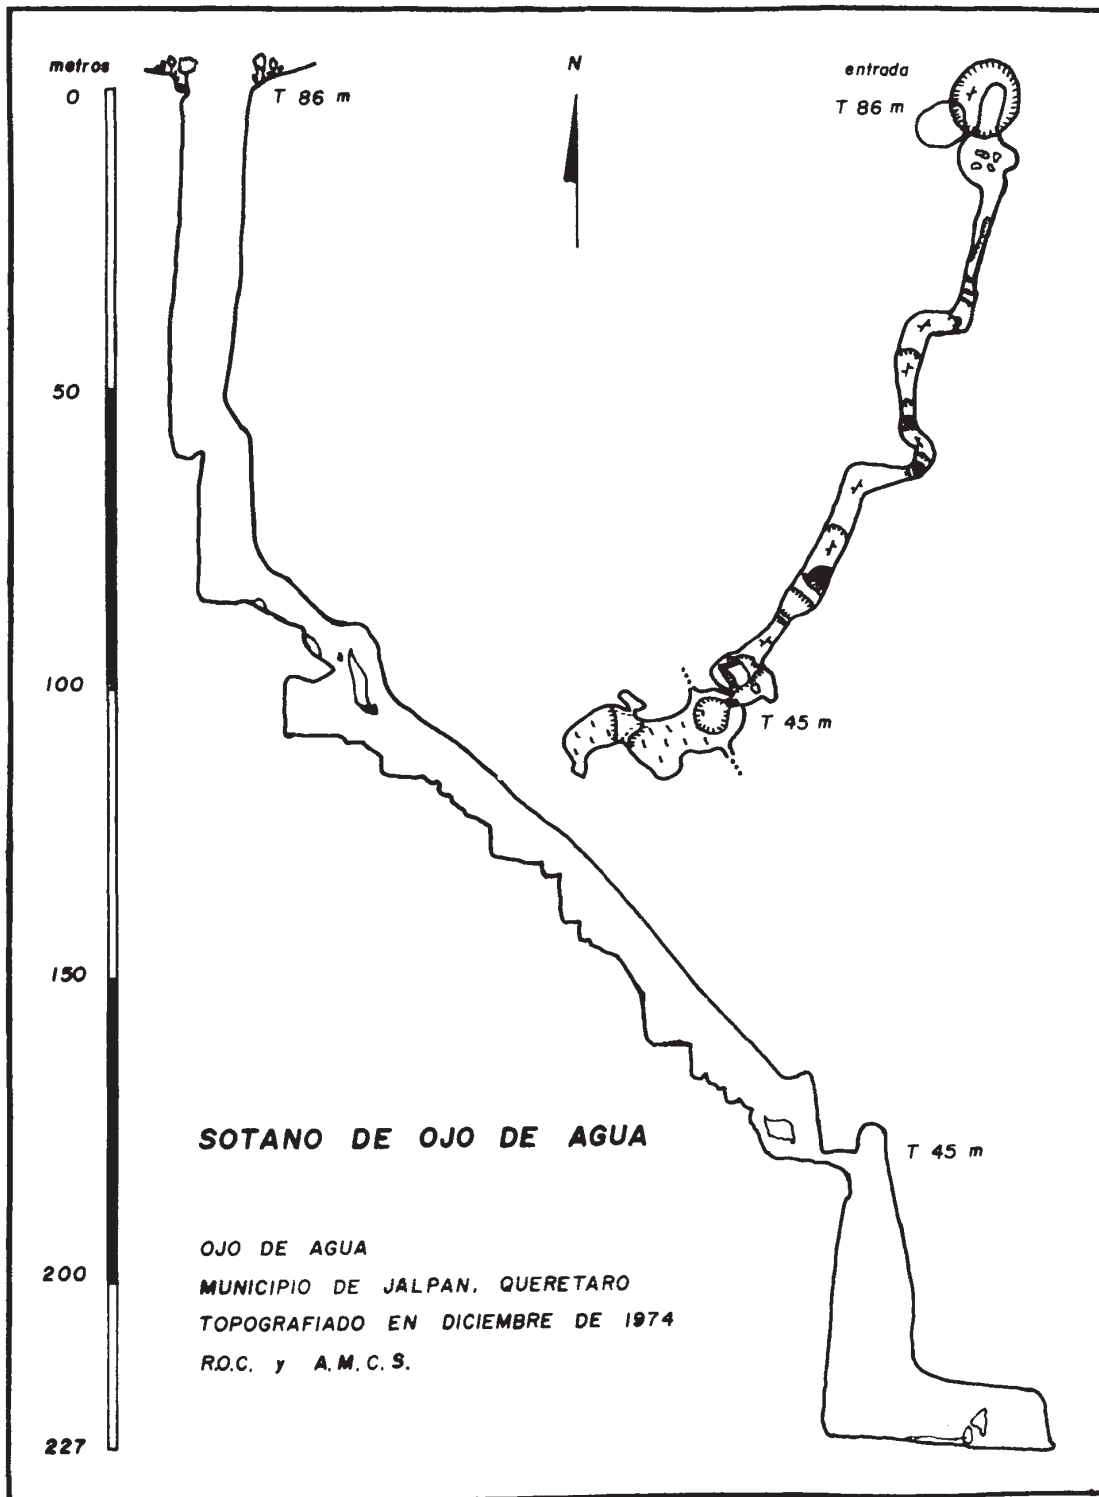 metros
0
T 86 m
N
entrada
T 86 m
50
100
T 45 m
150
SOTANO DE OJO DE AGUA
T 45 m
OJO DE AGUA
200
MUNICIPIO DE JALPAN, QUERETARO
TOPOGRAFIADO EN DICIEMBRE DE 1974
R.O.C. y A.M.C.S.
227